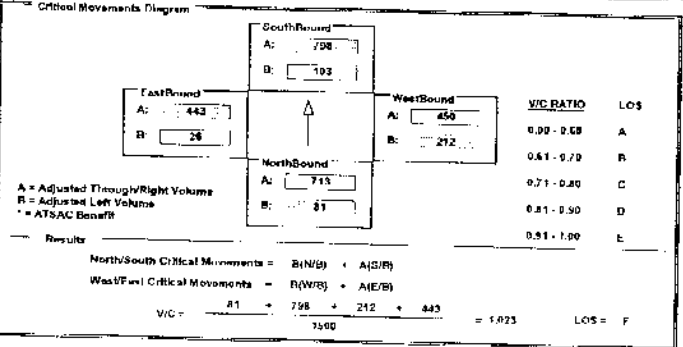 Critical Movements Diagram
SouthBound
A: 798
B: 103
EastBound
A: 443
B: 26
WestBound
A: 450
B: 212
NorthBound
A: 713
B: 81
V/C RATIO LOS
0.00 - 0.60 A
0.61 - 0.70 B
0.71 - 0.80 C
0.81 - 0.90 D
0.91 - 1.00 E
A = Adjusted Through/Right Volume
B = Adjusted Left Volume
* = ATSAC Benefit
Results
North/South Critical Movements = B(N/B) + A(S/B)
West/East Critical Movements = B(W/B) + A(E/B)
V/C = 81 + 798 + 212 + 443
1500
= 1.023 LOS = F